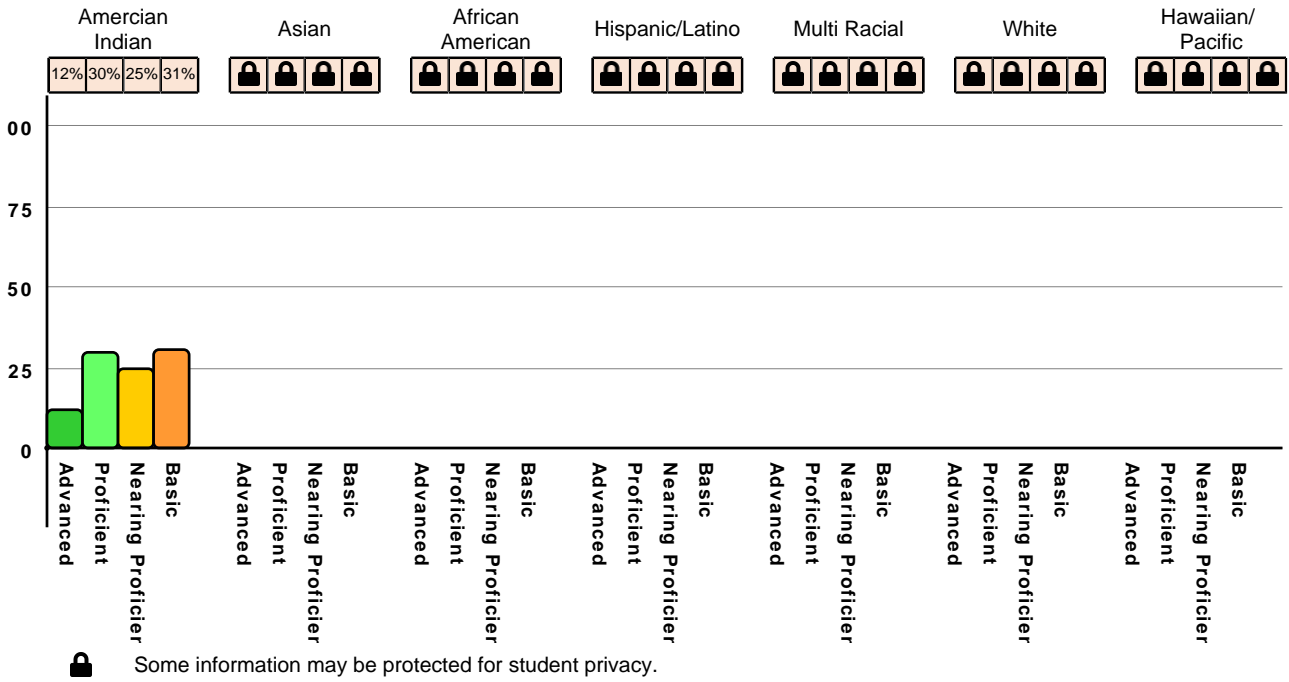 Amercian
Indian
Asian
African
American
Hispanic/Latino
Multi Racial
White
Hawaiian/
Pacific
12% 30% 25% 31%
00
75
50
25
0
Advanced
Proficient
Nearing Proficier
Basic
Advanced
Proficient
Nearing Proficier
Basic
Advanced
Proficient
Nearing Proficier
Basic
Advanced
Proficient
Nearing Proficier
Basic
Advanced
Proficient
Nearing Proficier
Basic
Advanced
Proficient
Nearing Proficier
Basic
Advanced
Proficient
Nearing Proficier
Basic
Some information may be protected for student privacy.